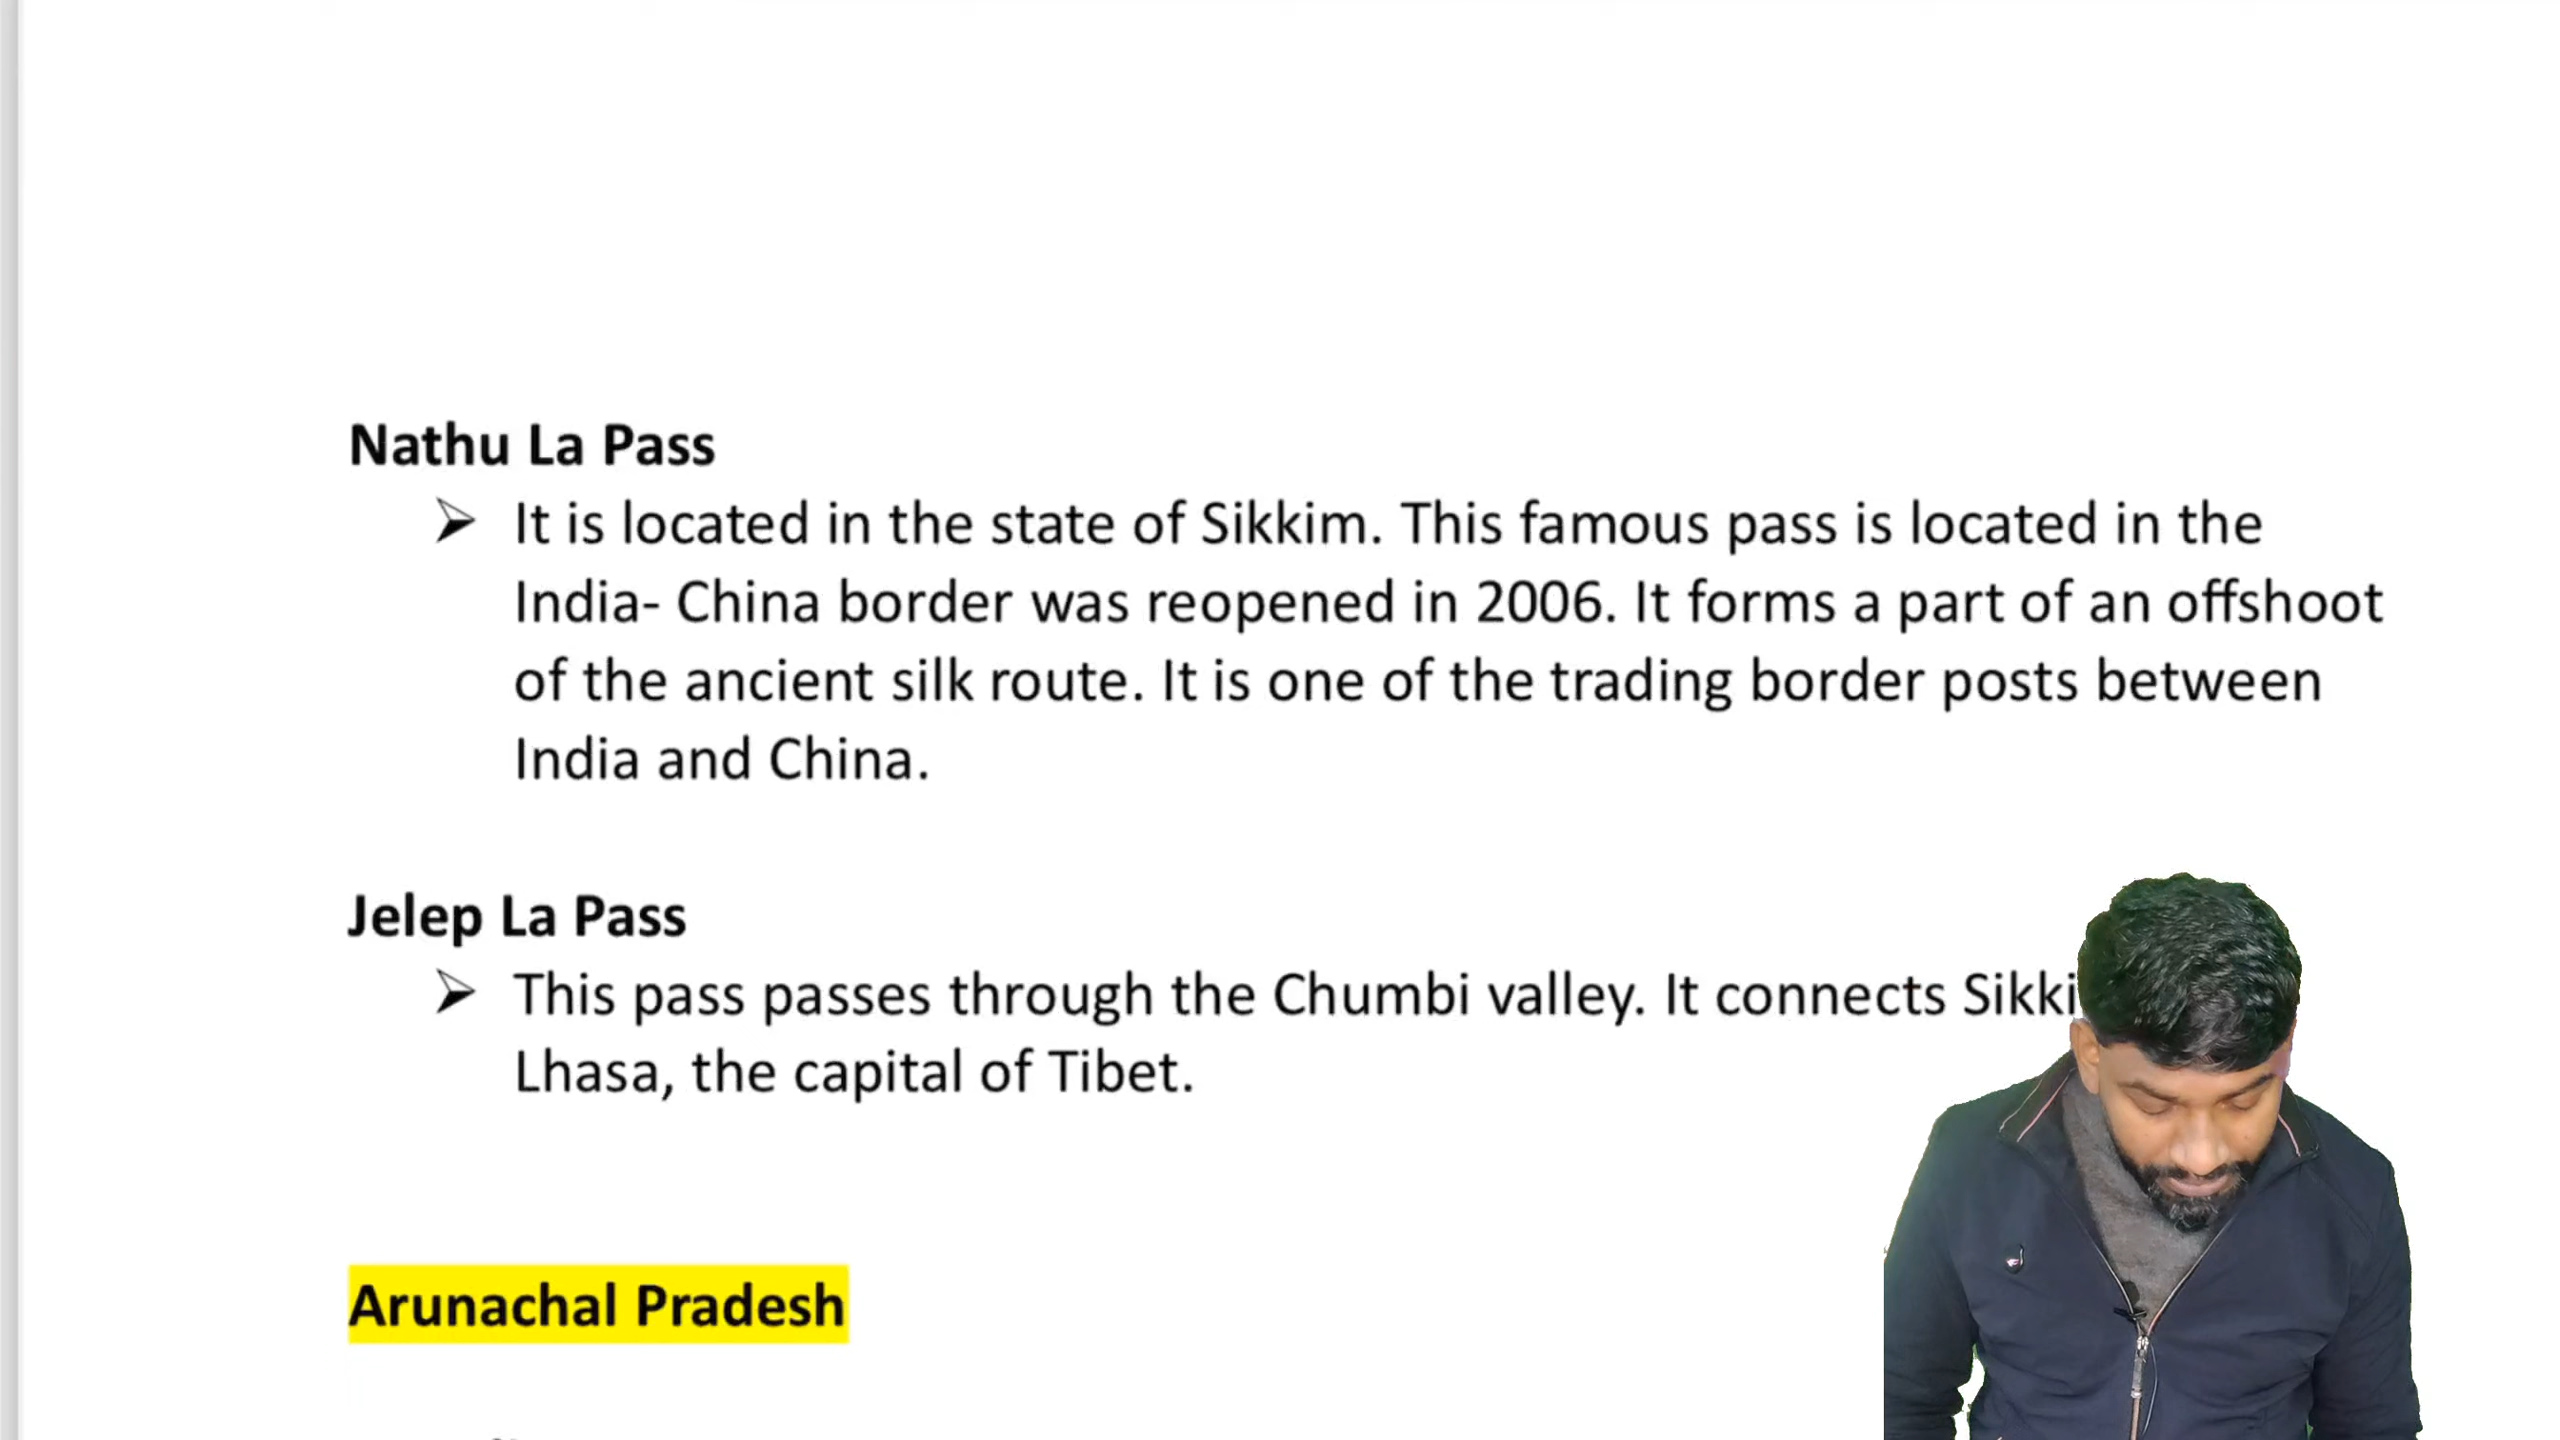 Nathu La Pass
➢ It is located in the state of Sikkim. This famous pass is located in the
India- China border was reopened in 2006. It forms a part of an offshoot
of the ancient silk route. It is one of the trading border posts between
India and China.
Jelep La Pass
➢ This pass passes through the Chumbi valley. It connects
Lhasa, the capital of Tibet.
Arunachal Pradesh